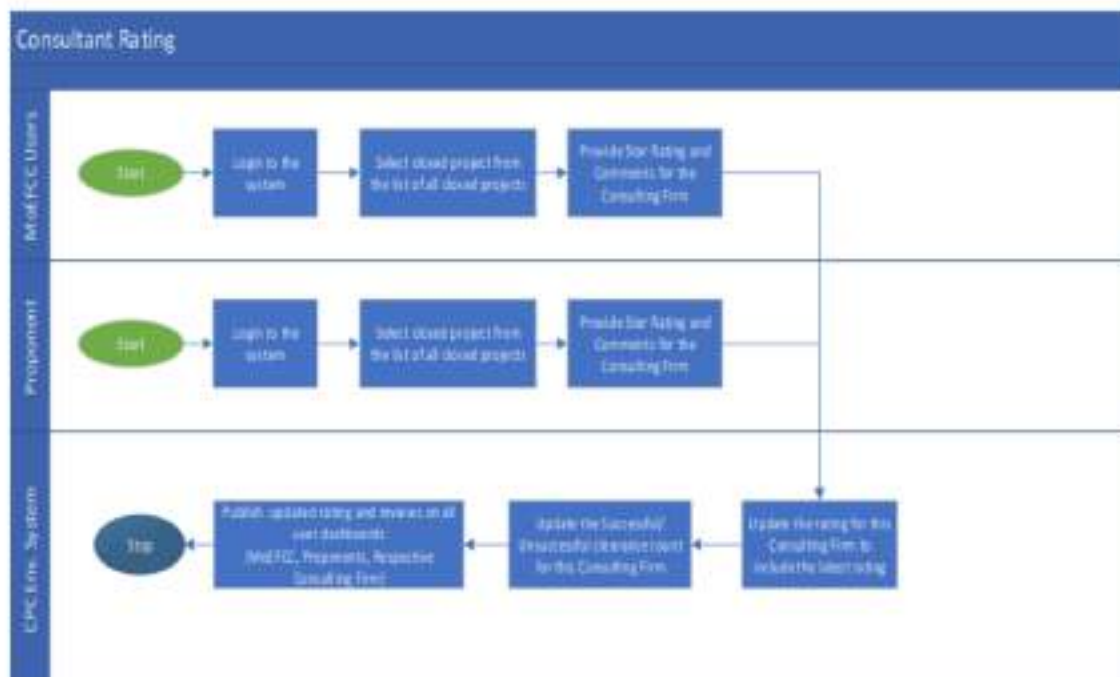 Consultant Rating
MoEFCC Users
Start
Login to the
system
Select closed project from
the list of all closed projects
Provide Star Rating and
Comments for the
Consulting Firm
Proponent
Start
Login to the
system
Select closed project from
the list of all closed projects
Provide Star Rating and
Comments for the
Consulting Firm
System
Stop
Publish updated rating and reviews on all
user dashboards
(MoEFCC, Proponents, Respective
Consulting Firm)
Update the Successful/
Unsuccessful clearance count
for this Consulting Firm
Update the rating for this
Consulting Firm to
include the latest rating